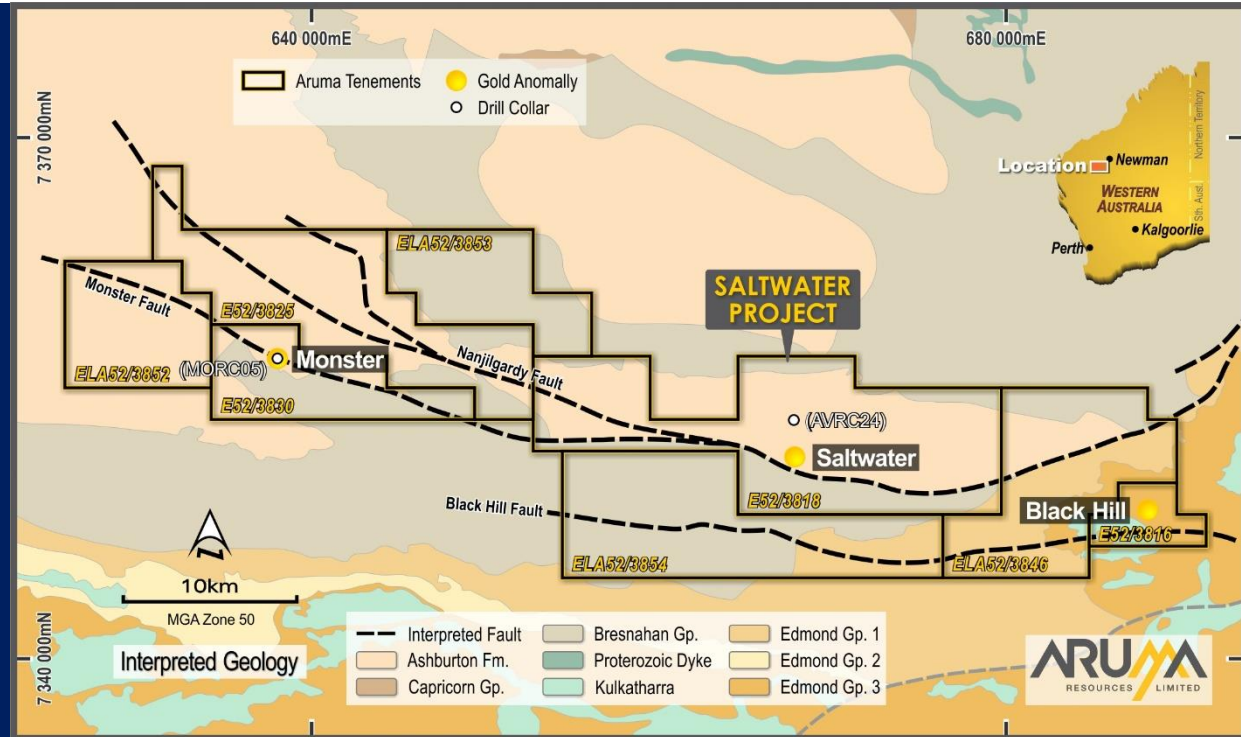 640 000mE
680 000mE
7 370 000mN
7 340 000mN
Aruma Tenements
Gold Anomally
Drill Collar
Northern Territory
Sth. Aust.
Location
Newman
WESTERN
AUSTRALIA
Kalgoorlie
Perth
ELA52/3853
Monster Fault
E52/3825
SALTWATER
PROJECT
ELA52/3852
(MORC05)
Monster
Nanjilgardy Fault
E52/3830
(AVRC24)
Saltwater
Black Hill Fault
E52/3818
Black Hill
E52/3816
ELA52/3854
ELA52/3846
N
10km
MGA Zone 50
Interpreted Geology
Interpreted Fault
Ashburton Fm.
Capricorn Gp.
Bresnahan Gp.
Proterozoic Dyke
Kulkatharra
Edmond Gp. 1
Edmond Gp. 2
Edmond Gp. 3
ARUMA
RESOURCES LIMITED